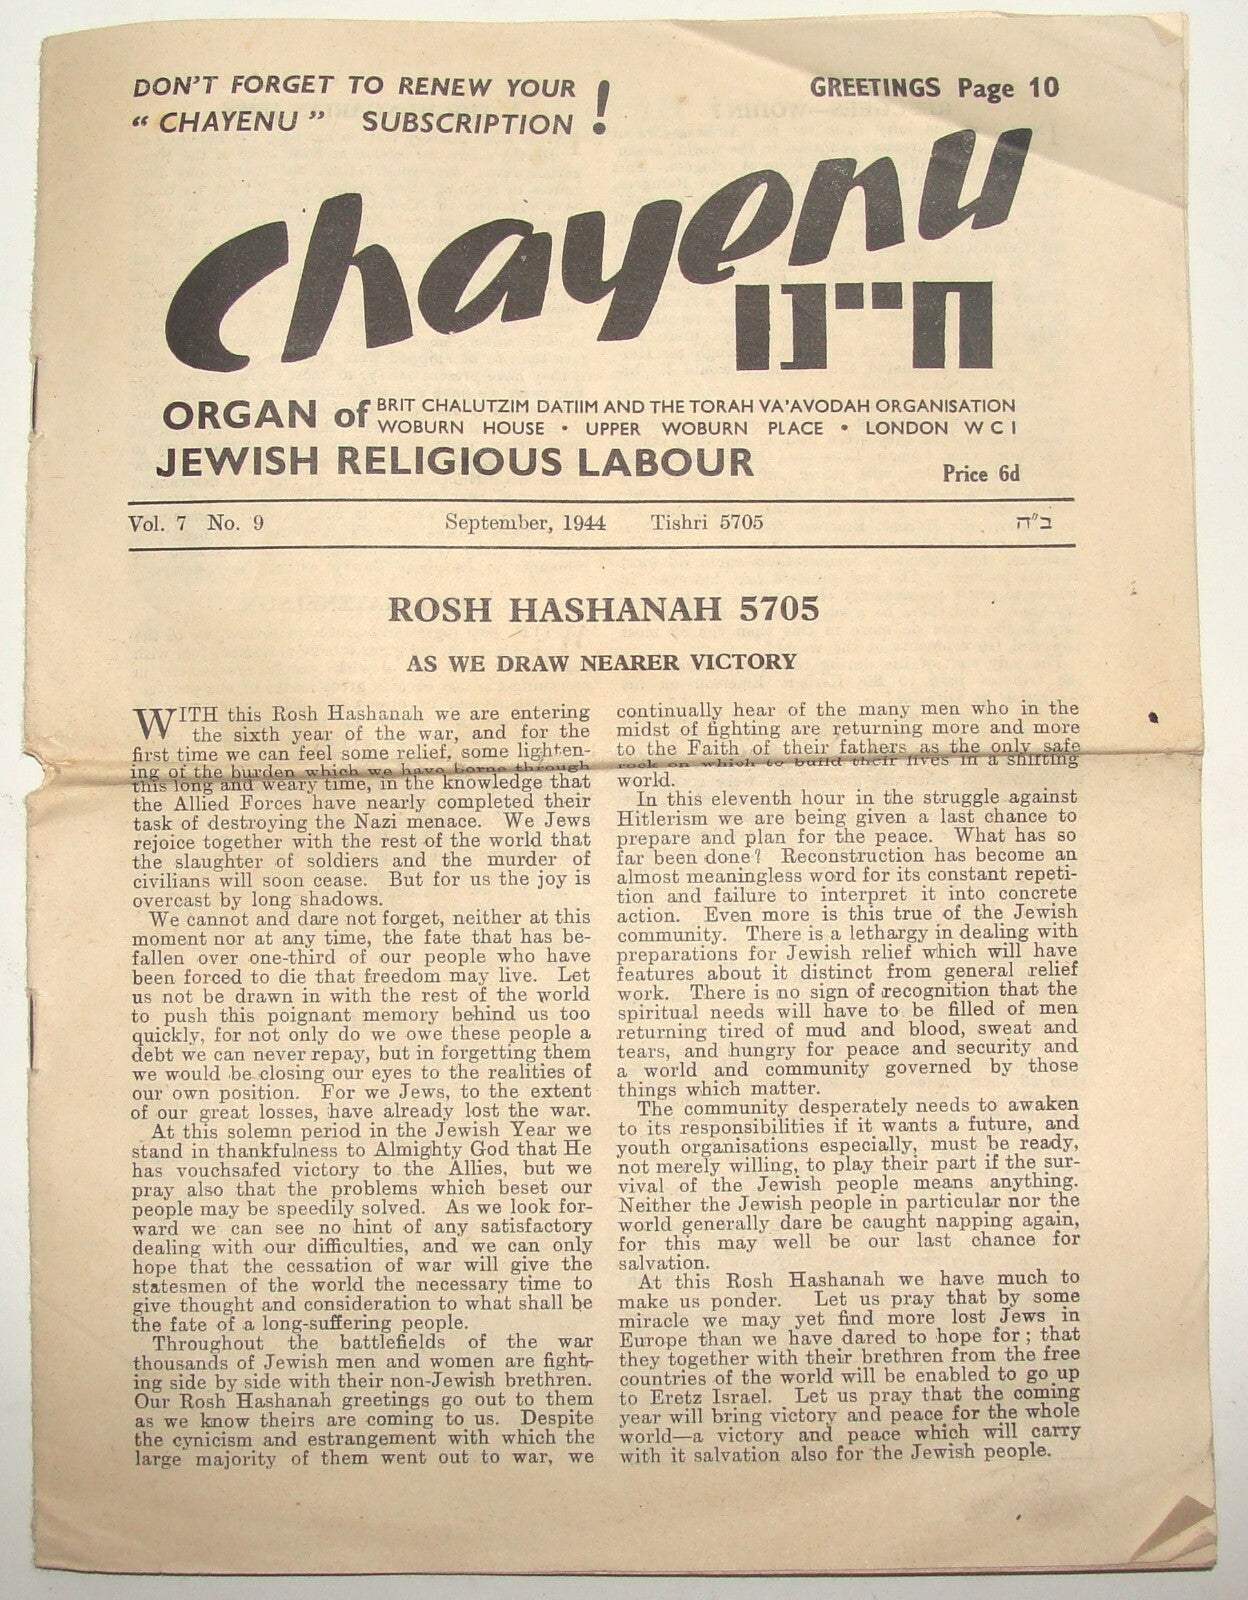 DON'T FORGET TO RENEW YOUR
“ CHAYENU ” SUBSCRIPTION !
GREETINGS Page 10
Chayenu
חיינו
ORGAN of BRIT CHALUTZIM DATIIM AND THE TORAH VA'AVODAH ORGANISATION
WOBURN HOUSE • UPPER WOBURN PLACE • LONDON W C 1
JEWISH RELIGIOUS LABOUR
Price 6d
Vol. 7 No. 9 September, 1944 Tishri 5705 ב"ה
ROSH HASHANAH 5705
AS WE DRAW NEARER VICTORY
WITH this Rosh Hashanah we are entering
the sixth year of the war, and for the
first time we can feel some relief, some lighten-
ing of the burden which we have borne through
this long and weary time, in the knowledge that
the Allied Forces have nearly completed their
task of destroying the Nazi menace. We Jews
rejoice together with the rest of the world that
the slaughter of soldiers and the murder of
civilians will soon cease. But for us the joy is
overcast by long shadows.
We cannot and dare not forget, neither at this
moment nor at any time, the fate that has be-
fallen over one-third of our people who have
been forced to die that freedom may live. Let
us not be drawn in with the rest of the world
to push this poignant memory behind us too
quickly, for not only do we owe these people a
debt we can never repay, but in forgetting them
we would be closing our eyes to the realities of
our own position. For we Jews, to the extent
of our great losses, have already lost the war.
At this solemn period in the Jewish Year we
stand in thankfulness to Almighty God that He
has vouchsafed victory to the Allies, but we
pray also that the problems which beset our
people may be speedily solved. As we look for-
ward we can see no hint of any satisfactory
dealing with our difficulties, and we can only
hope that the cessation of war will give the
statesmen of the world the necessary time to
give thought and consideration to what shall be
the fate of a long-suffering people.
Throughout the battlefields of the war
thousands of Jewish men and women are fight-
ing side by side with their non-Jewish brethren.
Our Rosh Hashanah greetings go out to them
as we know theirs are coming to us. Despite
the cynicism and estrangement with which the
large majority of them went out to war, we
continually hear of the many men who in the
midst of fighting are returning more and more
to the Faith of their fathers as the only safe
rock on which to build their lives in a shifting
world.
In this eleventh hour in the struggle against
Hitlerism we are being given a last chance to
prepare and plan for the peace. What has so
far been done? Reconstruction has become an
almost meaningless word for its constant repeti-
tion and failure to interpret it into concrete
action. Even more is this true of the Jewish
community. There is a lethargy in dealing with
preparations for Jewish relief which will have
features about it distinct from general relief
work. There is no sign of recognition that the
spiritual needs will have to be filled of men
returning tired of mud and blood, sweat and
tears, and hungry for peace and security and
a world and community governed by those
things which matter.
The community desperately needs to awaken
to its responsibilities if it wants a future, and
youth organisations especially, must be ready,
not merely willing, to play their part if the sur-
vival of the Jewish people means anything.
Neither the Jewish people in particular nor the
world generally dare be caught napping again,
for this may well be our last chance for
salvation.
At this Rosh Hashanah we have much to
make us ponder. Let us pray that by some
miracle we may yet find more lost Jews in
Europe than we have dared to hope for ; that
they together with their brethren from the free
countries of the world will be enabled to go up
to Eretz Israel. Let us pray that the coming
year will bring victory and peace for the whole
world—a victory and peace which will carry
with it salvation also for the Jewish people.